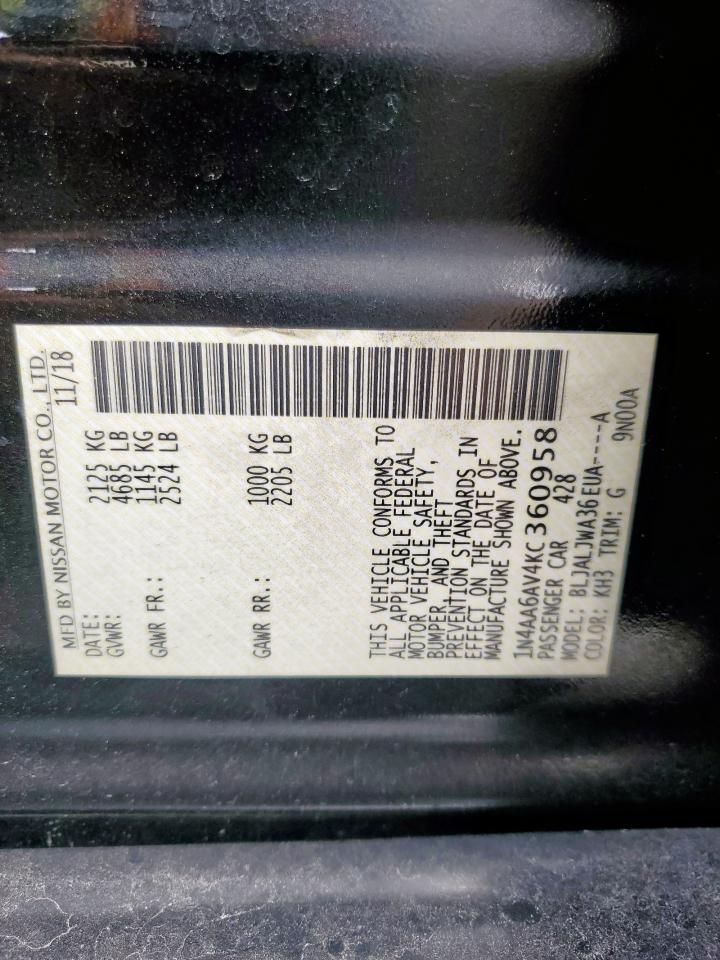 MFD BY NISSAN MOTOR CO., LTD.
DATE: 11/18
GVWR: 2125 KG
4685 LB
GAWR FR.: 1145 KG
2524 LB
GAWR RR.: 1000 KG
2205 LB
THIS VEHICLE CONFORMS TO
ALL APPLICABLE FEDERAL
MOTOR VEHICLE SAFETY,
BUMPER, AND THEFT
PREVENTION STANDARDS IN
EFFECT ON THE DATE OF
MANUFACTURE SHOWN ABOVE.
1N4AA6AV4KC360958
PASSENGER CAR 428
MODEL: BLJALJWA36EUA----A
COLOR: KH3 TRIM: G 9N00A